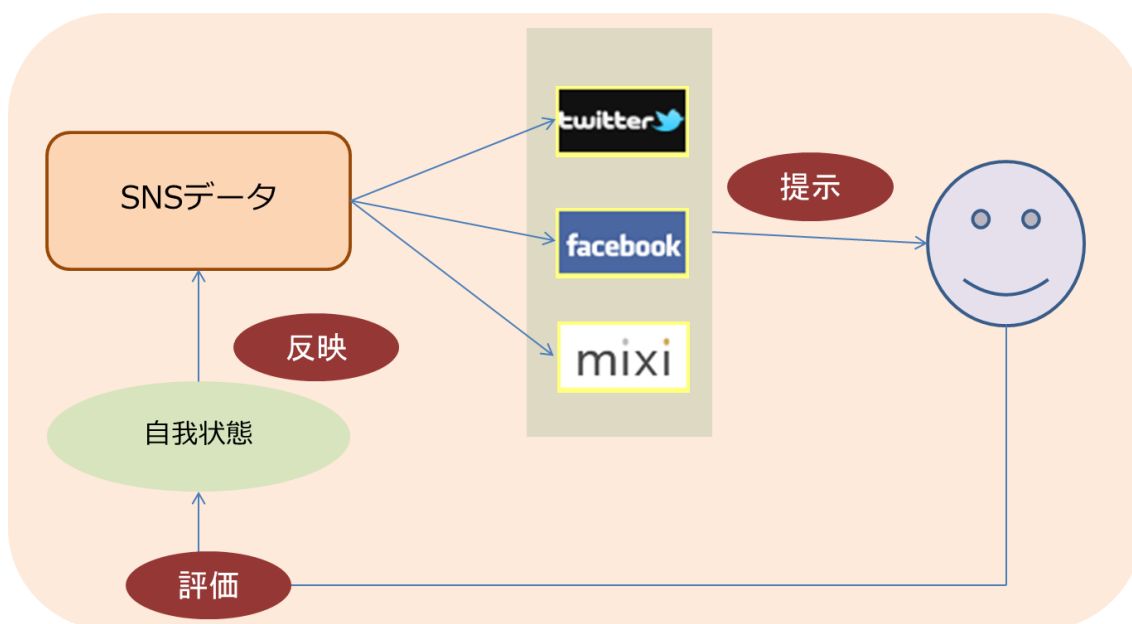 twitter
提示
SNSデータ
facebook
反映
mixi
自我状態
評価